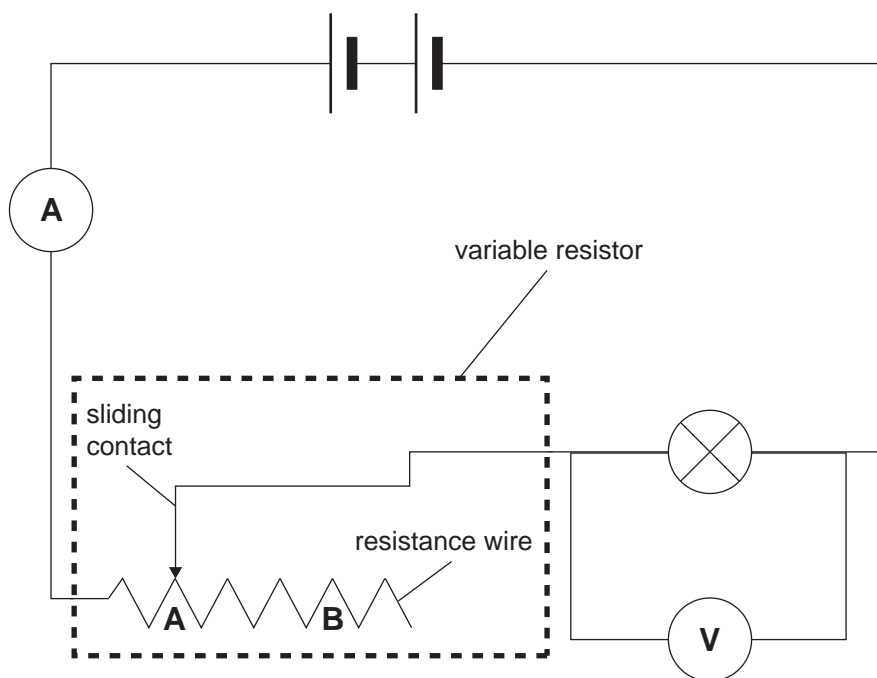 A
variable resistor
sliding
contact
resistance wire
A
B
V